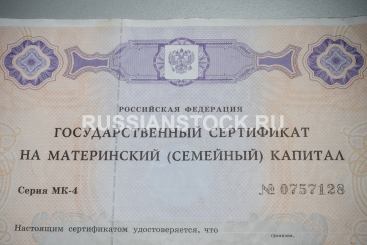 РОССИЙСКАЯ ФЕДЕРАЦИЯ
RUSSIANSTOCK.RU
ГОСУДАРСТВЕННЫЙ СЕРТИФИКАТ
НА МАТЕРИНСКИЙ (СЕМЕЙНЫЙ) КАПИТАЛ
Серия МК-4 № 0757128
Настоящим сертификатом удостоверяется, что